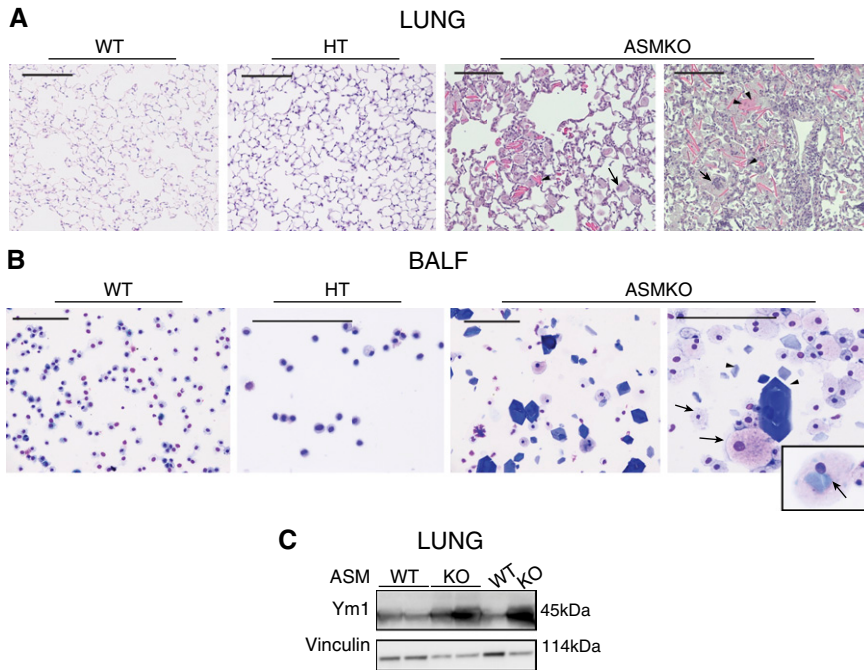 A LUNG
WT HT ASMKO
B BALF
WT HT ASMKO
C LUNG
ASM WT KO WT KO
Ym1 45kDa
Vinculin 114kDa